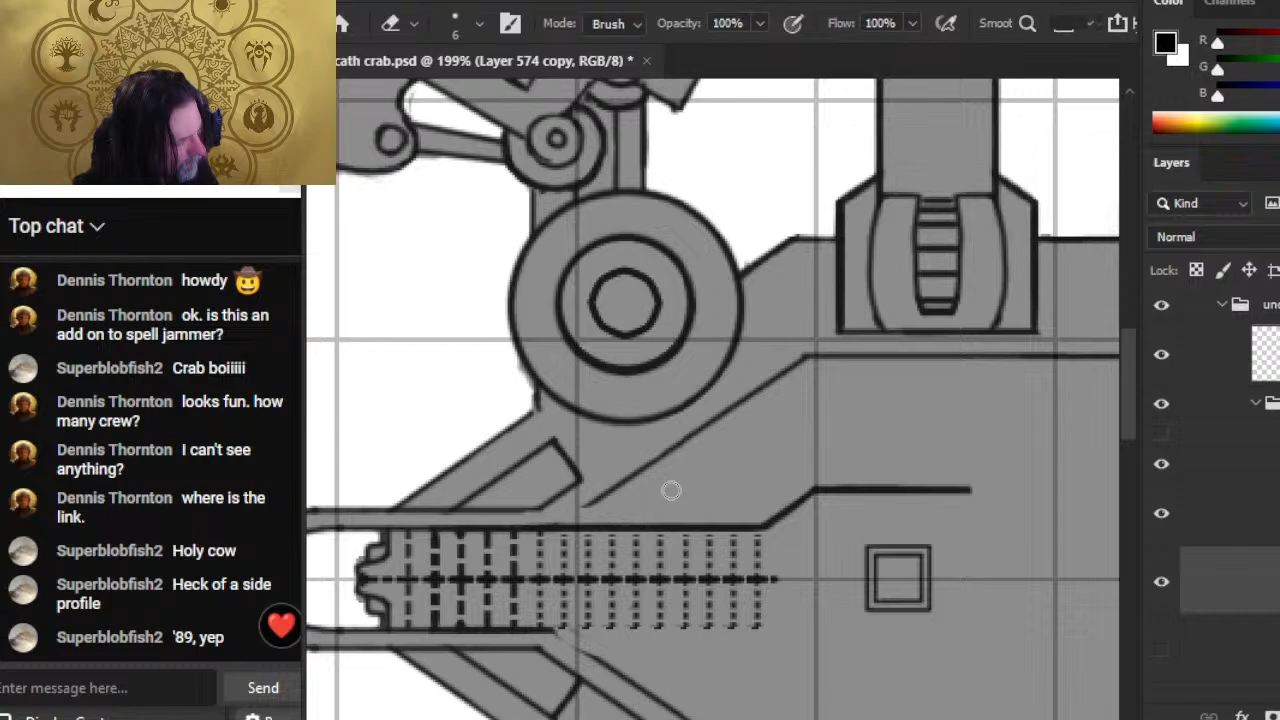 6
Mode:
Brush
Opacity:
100%
Flow:
100%
Smoot
cath crab.psd @ 199% (Layer 574 copy, RGB/8) *
Color
Channels
R
G
B
Layers
Kind
Normal
Lock:
Top chat
Dennis Thornton howdy 🤠
Dennis Thornton ok. is this an
add on to spell jammer?
Superblobfish2 Crab boiiiii
Dennis Thornton looks fun. how
many crew?
Dennis Thornton I can't see
anything?
Dennis Thornton where is the
link.
Superblobfish2 Holy cow
Superblobfish2 Heck of a side
profile
Superblobfish2 '89, yep
Enter message here...
Send
fx